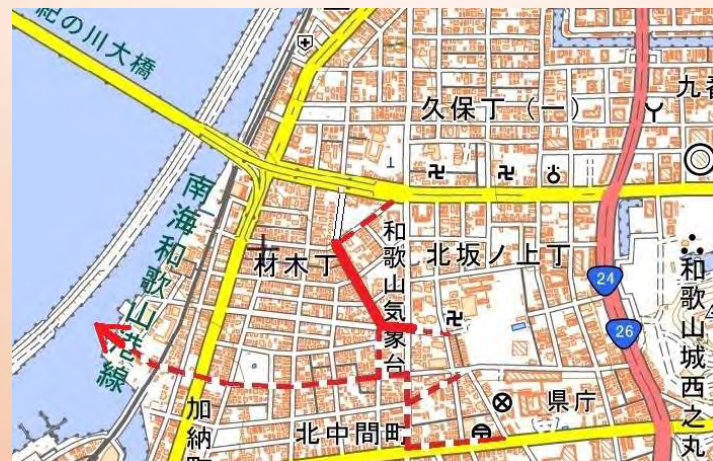 紀の川大橋
久保丁（一）
九番
南海和歌山港線
材木丁
和歌山気象台
北坂ノ上丁
24
26
和歌山城西之丸
加納町
北中間町
県庁